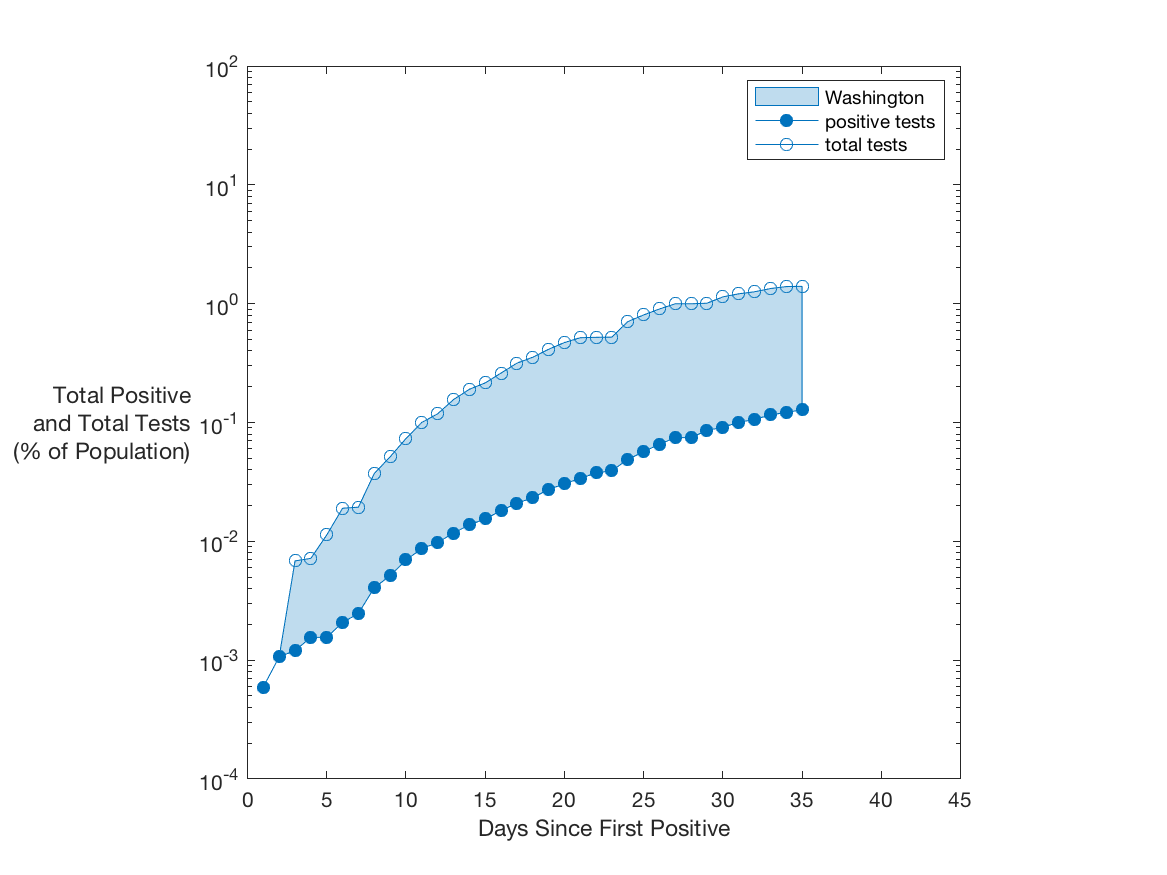 10^2
10^1
10^0
10^-1
10^-2
10^-3
10^-4
Total Positive
and Total Tests
(% of Population)
Washington
positive tests
total tests
0 5 10 15 20 25 30 35 40 45
Days Since First Positive